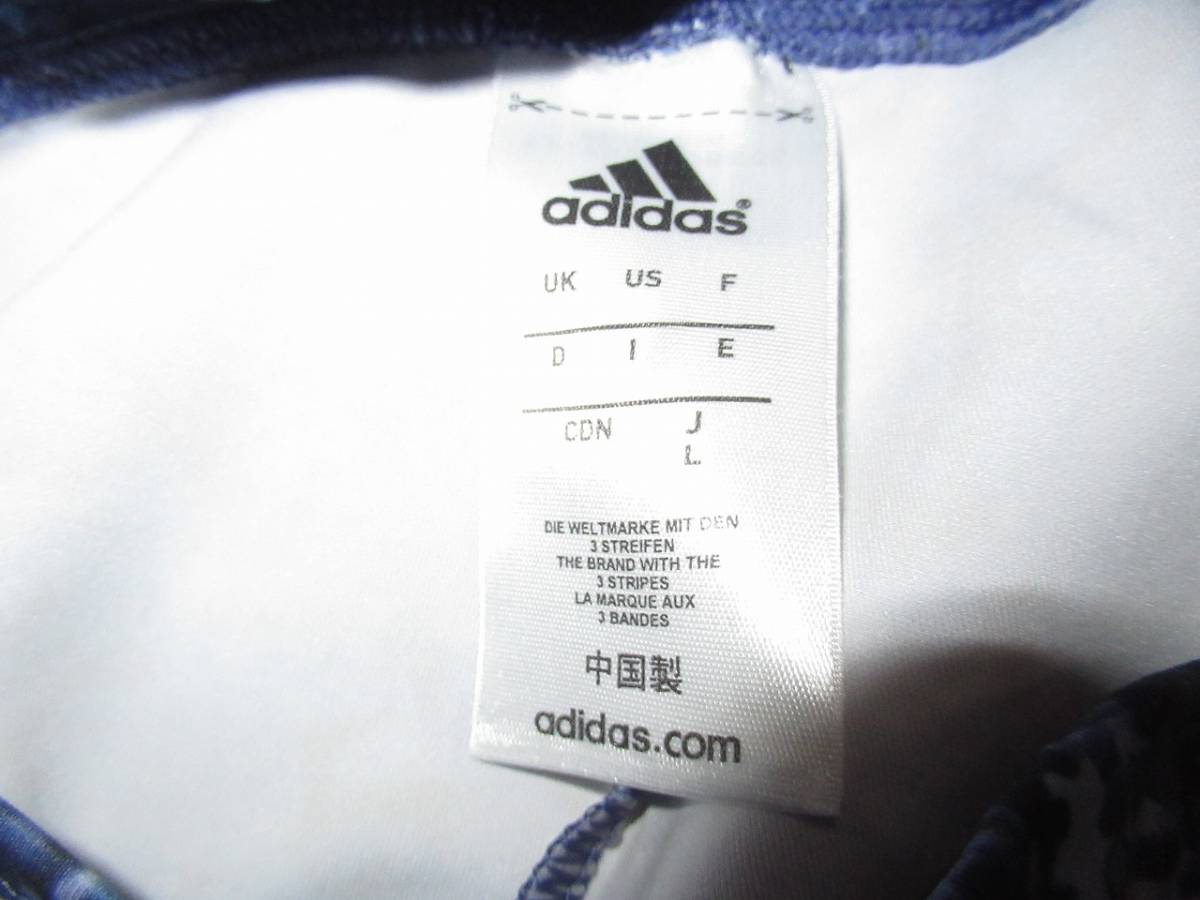 adidas®
UK US F
D I E
CDN J
L
DIE WELTMARKE MIT DEN
3 STREIFEN
THE BRAND WITH THE
3 STRIPES
LA MARQUE AUX
3 BANDES
中国製
adidas.com